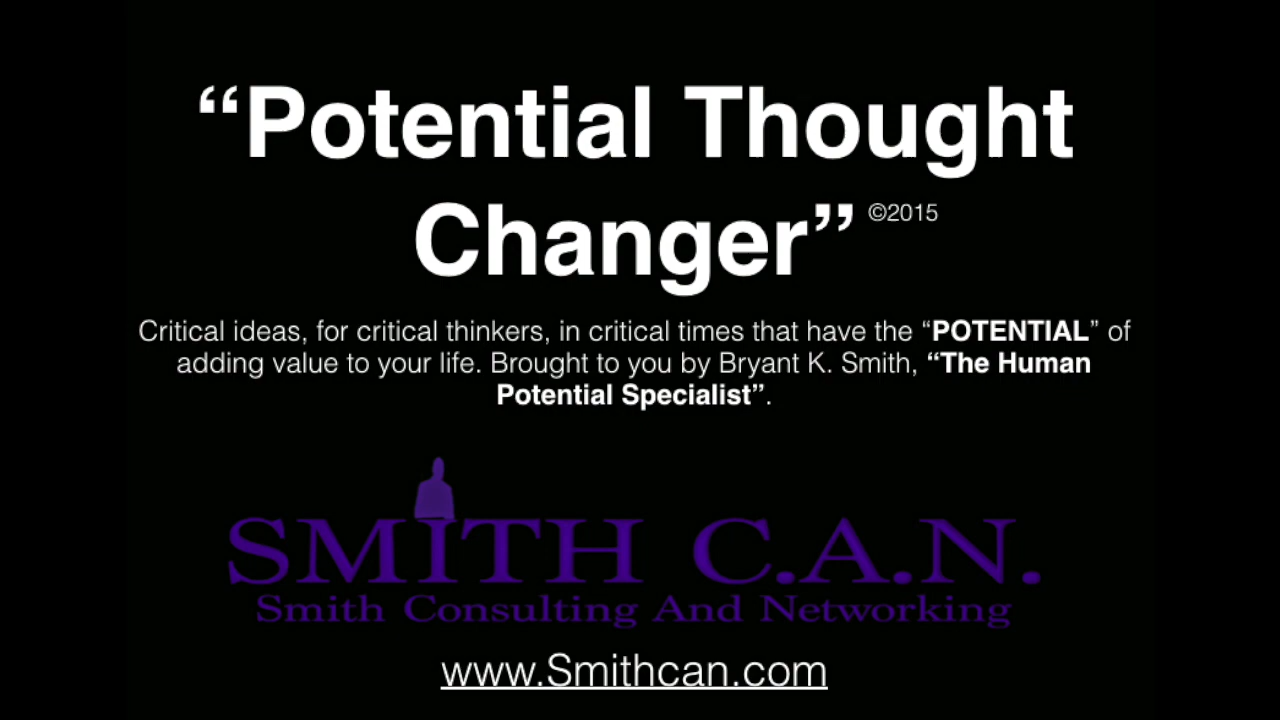 “Potential Thought
Changer” ©2015
Critical ideas, for critical thinkers, in critical times that have the “POTENTIAL” of
adding value to your life. Brought to you by Bryant K. Smith, “The Human
Potential Specialist”.
SMITH C.A.N.
Smith Consulting And Networking
www.Smithcan.com